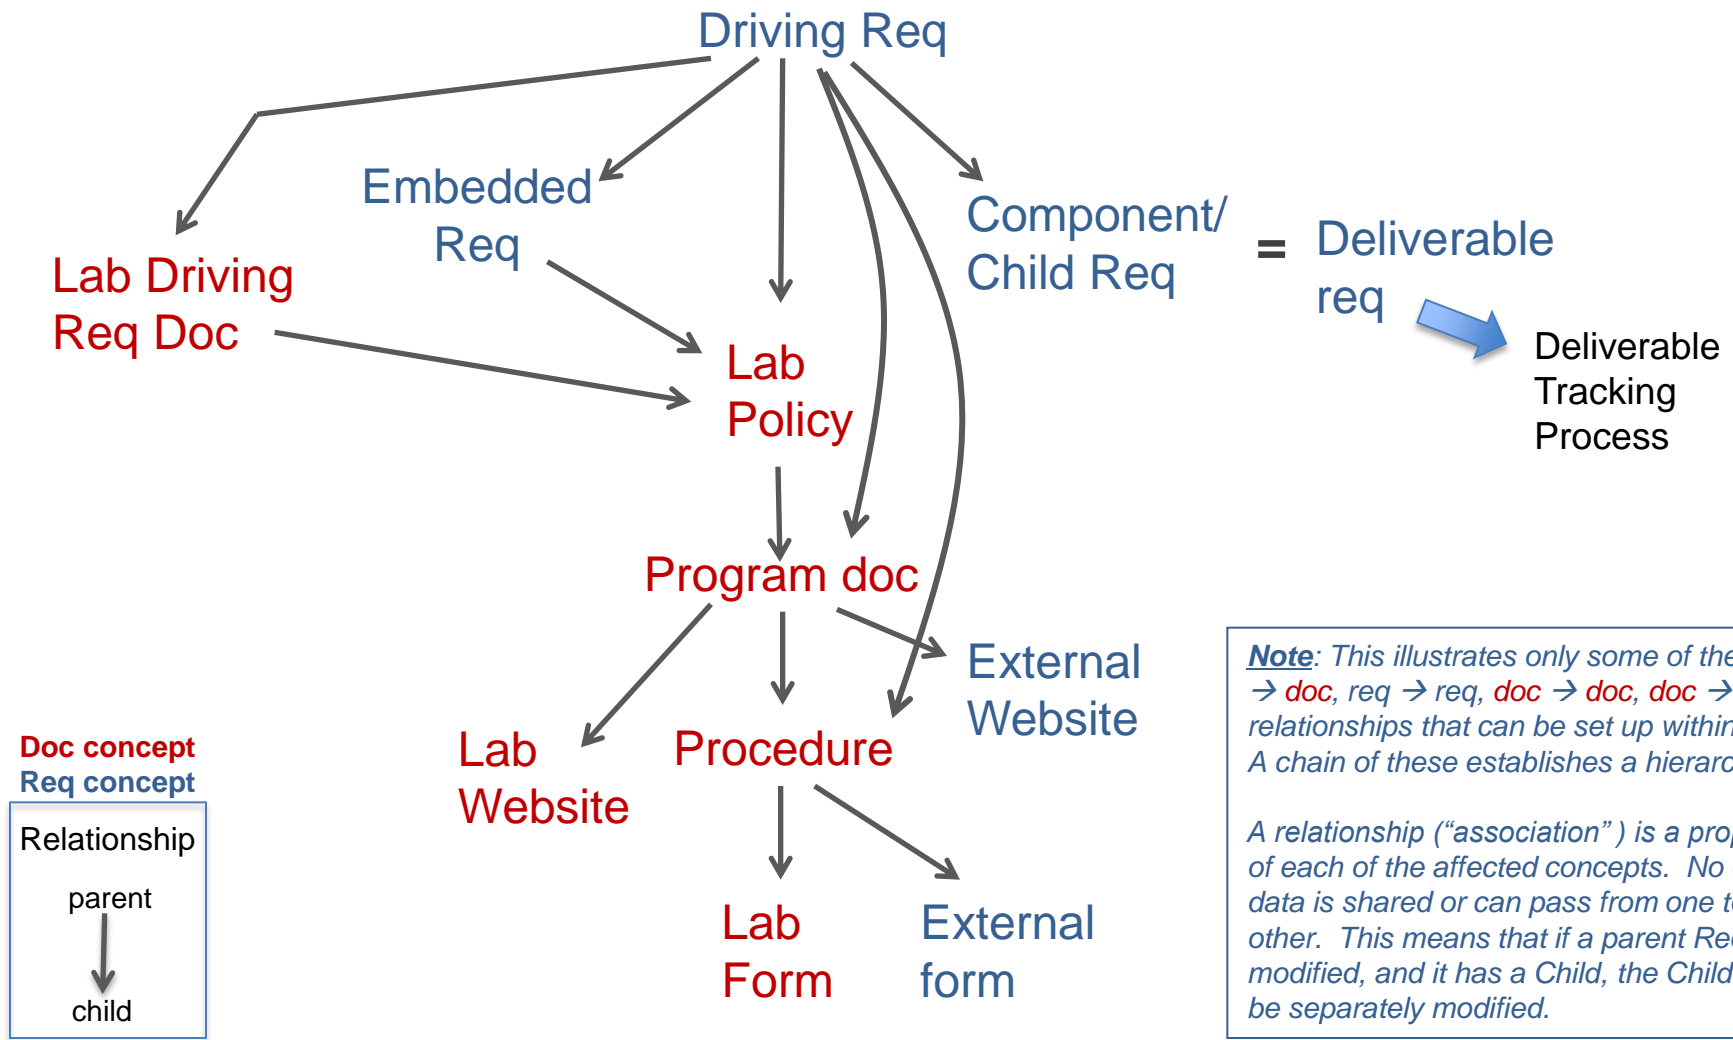 Driving Req
Embedded
Req
Component/
Child Req
=
Deliverable
req
Lab Driving
Req Doc
Deliverable
Tracking
Process
Lab
Policy
Program doc
External
Website
Lab
Website
Procedure
Lab
Form
External
form
Doc concept
Req concept
Relationship
parent
child
Note: This illustrates only some of the
→ doc, req → req, doc → doc, doc →
relationships that can be set up within
A chain of these establishes a hierarc
A relationship (“association”) is a prop
of each of the affected concepts. No
data is shared or can pass from one to
other. This means that if a parent Req
modified, and it has a Child, the Child
be separately modified.